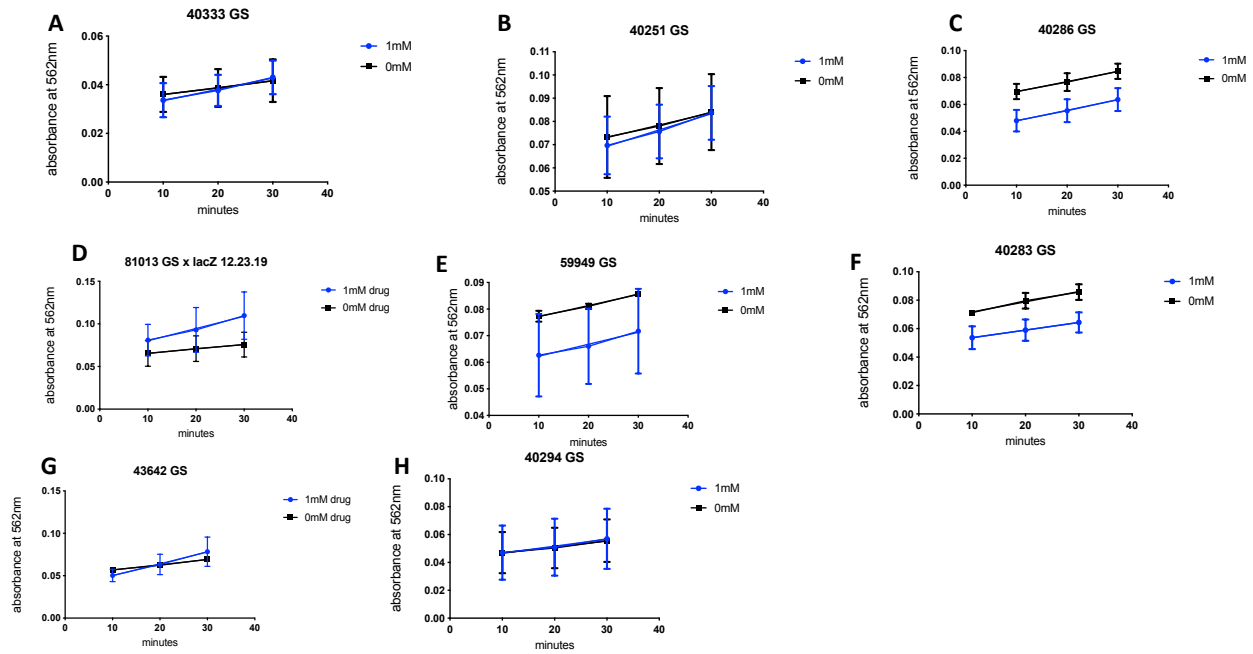 A
40333 GS
absorbance at 562nm
0.06
0.04
0.02
0.00
0
10
20
30
40
minutes
1mM
0mM
B
40251 GS
absorbance at 562nm
0.11
0.10
0.09
0.08
0.07
0.06
0.05
0
10
20
30
40
minutes
1mM
0mM
C
40286 GS
absorbance at 562nm
0.10
0.08
0.06
0.04
0.02
0.00
0
10
20
30
40
minutes
1mM
0mM
D
81013 GS x lacZ 12.23.19
absorbance at 562nm
0.15
0.10
0.05
0.00
0
10
20
30
40
minutes
1mM drug
0mM drug
E
59949 GS
absorbance at 562nm
0.09
0.08
0.07
0.06
0.05
0.04
0
10
20
30
40
minutes
1mM
0mM
F
40283 GS
absorbance at 562nm
0.10
0.08
0.06
0.04
0.02
0.00
0
10
20
30
40
minutes
1mM
0mM
G
43642 GS
absorbance at 562nm
0.15
0.10
0.05
0.00
0
10
20
30
40
minutes
1mM drug
0mM drug
H
40294 GS
absorbance at 562nm
0.10
0.08
0.06
0.04
0.02
0.00
0
10
20
30
40
minutes
1mM
0mM